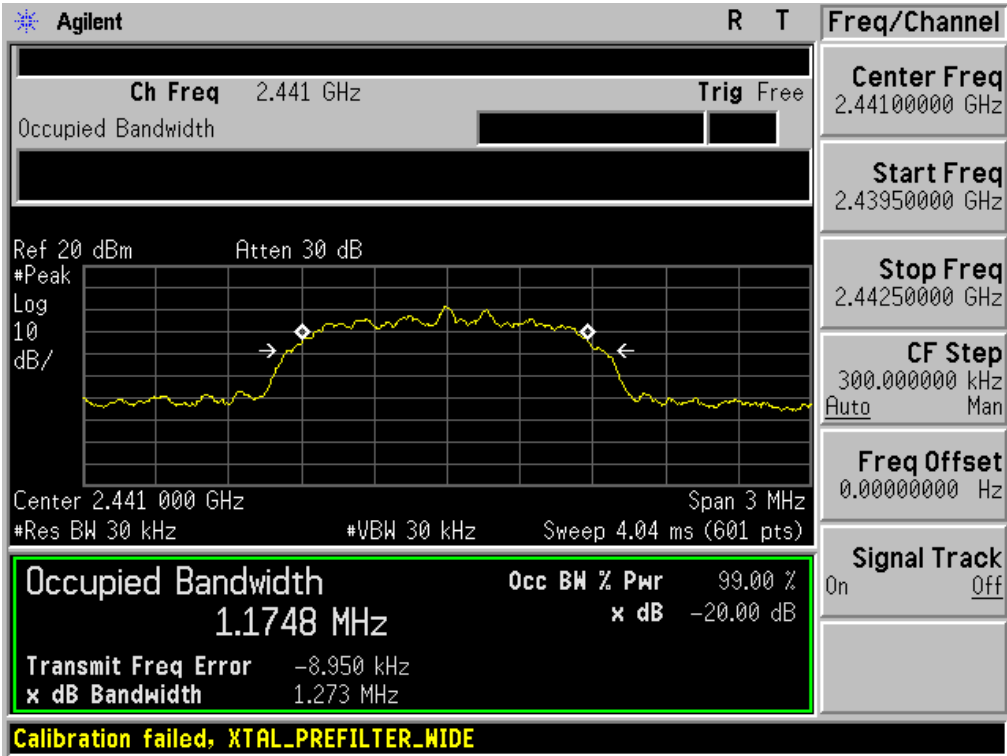 Agilent R T Freq/Channel
Ch Freq 2.441 GHz Trig Free
Occupied Bandwidth
Ref 20 dBm Atten 30 dB
#Peak
Log
10
dB/
Center 2.441 000 GHz Span 3 MHz
#Res BW 30 kHz #VBW 30 kHz Sweep 4.04 ms (601 pts)
Occupied Bandwidth Occ BW % Pwr 99.00 %
1.1748 MHz x dB -20.00 dB
Transmit Freq Error -8.950 kHz
x dB Bandwidth 1.273 MHz
Calibration failed, XTAL_PREFILTER_WIDE
Center Freq
2.44100000 GHz
Start Freq
2.43950000 GHz
Stop Freq
2.44250000 GHz
CF Step
300.000000 kHz
Auto Man
Freq Offset
0.00000000 Hz
Signal Track
On Off